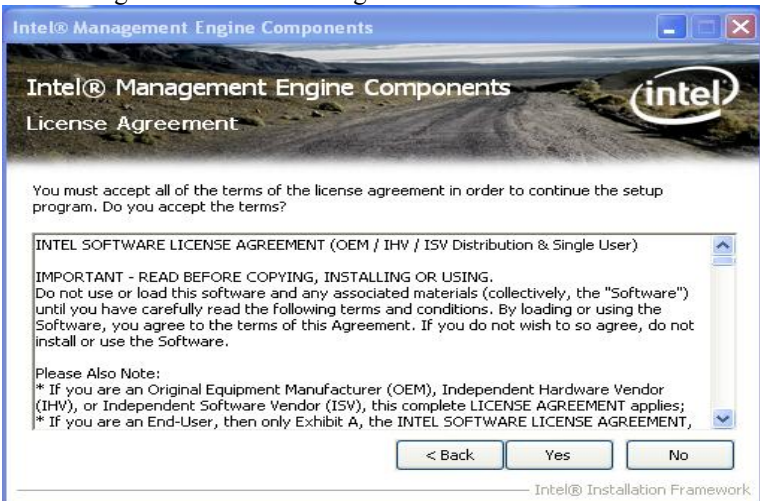 Intel® Management Engine Components
Intel® Management Engine Components
intel
License Agreement
You must accept all of the terms of the license agreement in order to continue the setup
program. Do you accept the terms?
INTEL SOFTWARE LICENSE AGREEMENT (OEM / IHV / ISV Distribution & Single User)
IMPORTANT - READ BEFORE COPYING, INSTALLING OR USING.
Do not use or load this software and any associated materials (collectively, the "Software")
until you have carefully read the following terms and conditions. By loading or using the
Software, you agree to the terms of this Agreement. If you do not wish to so agree, do not
install or use the Software.
Please Also Note:
* If you are an Original Equipment Manufacturer (OEM), Independent Hardware Vendor
(IHV), or Independent Software Vendor (ISV), this complete LICENSE AGREEMENT applies;
* If you are an End-User, then only Exhibit A, the INTEL SOFTWARE LICENSE AGREEMENT,
< Back Yes No
Intel® Installation Framework